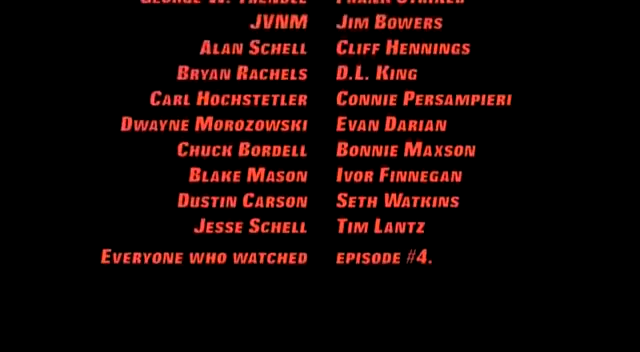 JVNM Jim Bowers
Alan Schell Cliff Hennings
Bryan Rachels D.L. King
Carl Hochstetler Connie Persampieri
Dwayne Morozowski Evan Darian
Chuck Bordell Bonnie Maxson
Blake Mason Ivor Finnegan
Dustin Carson Seth Watkins
Jesse Schell Tim Lantz
Everyone who watched episode #4.